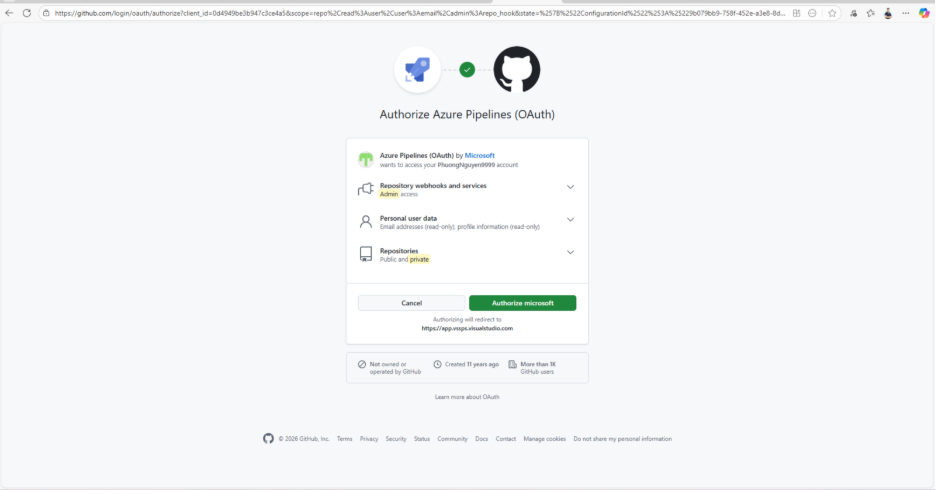 https://github.com/login/oauth/authorize?client_id=0d4949be3b947c3ce4a5&scope=repo%2Cread%3Auser%2Cuser%3Aemail%2Cadmin%3Arepo_hook&state=%257B%2522ConfigurationId%2522%253A%25229b079bb9-758f-452e-a3e8-8d...
Authorize Azure Pipelines (OAuth)
Azure Pipelines (OAuth) by Microsoft
wants to access your PhuongNguyen9999 account
Repository webhooks and services
Admin access
Personal user data
Email addresses (read-only), profile information (read-only)
Repositories
Public and private
Cancel
Authorize microsoft
Authorizing will redirect to
https://app.vssps.visualstudio.com
Not owned or
operated by GitHub
Created 11 years ago
More than 1K
GitHub users
Learn more about OAuth
© 2026 GitHub, Inc. Terms Privacy Security Status Community Docs Contact Manage cookies Do not share my personal information